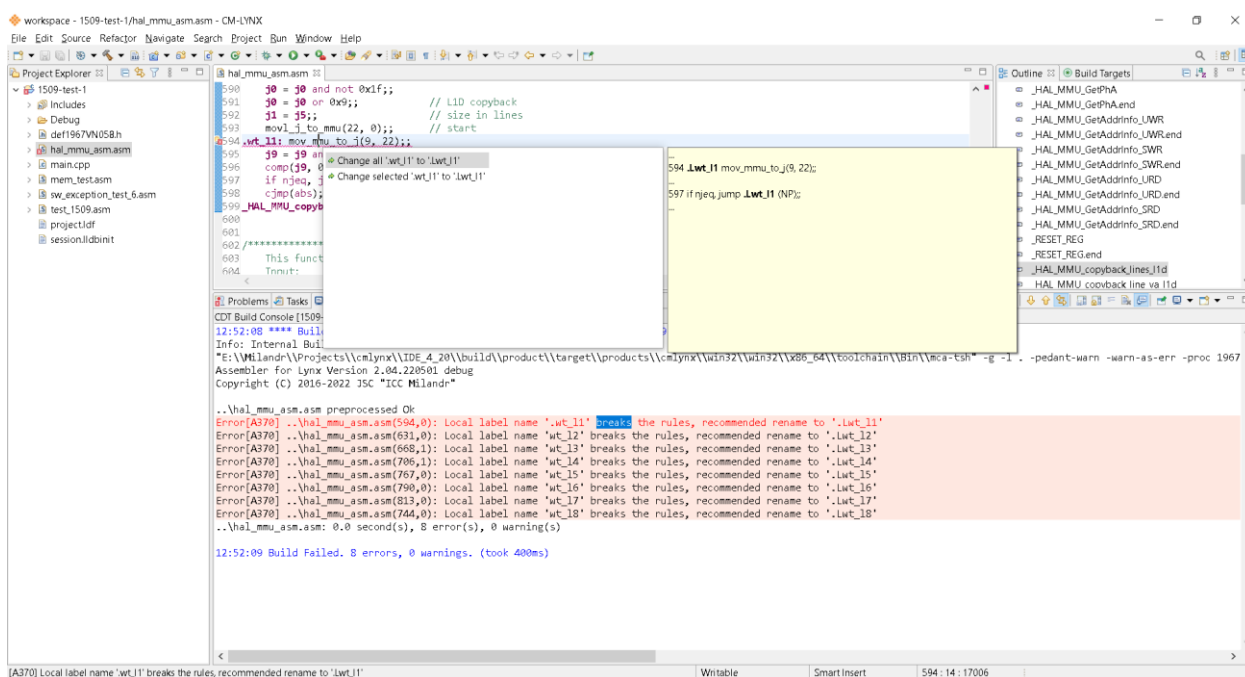 workspace - 1509-test-1/hal_mmu_asm.asm - CM-LYNX
File Edit Source Refactor Navigate Search Project Run Window Help
Project Explorer
1509-test-1
Includes
Debug
def1967VN058.h
hal_mmu_asm.asm
main.cpp
mem_test.asm
sw_exception_test_6.asm
test_1509.asm
project.ldf
session.lldbinit
hal_mmu_asm.asm
590 j0 = j0 and not 0x1f;;
591 j0 = j0 or 0x9;; // L1D copyback
592 j1 = j5;; // size in lines
593 movl_j_to_mmu(22, 0);; // start
594 .wt_l1: mov_mmu_to_j(9, 22);;
595 j9 = j9 an
596 comp(j9, 0
597 if njeq, j
598 cjmp(abs);
599 _HAL_MMU_copyb
600
601
602 /*************
603 This funct
604 Input:
Change all '.wt_l1' to '.Lwt_l1'
Change selected '.wt_l1' to '.Lwt_l1'
...
594 .Lwt_l1 mov_mmu_to_j(9, 22);;
...
597 if njeq, jump .Lwt_l1 (NP);;
...
Outline Build Targets
_HAL_MMU_GetPhA
_HAL_MMU_GetPhA.end
_HAL_MMU_GetAddrInfo_UWR
_HAL_MMU_GetAddrInfo_UWR.end
_HAL_MMU_GetAddrInfo_SWR
_HAL_MMU_GetAddrInfo_SWR.end
_HAL_MMU_GetAddrInfo_URD
_HAL_MMU_GetAddrInfo_URD.end
_HAL_MMU_GetAddrInfo_SRD
_HAL_MMU_GetAddrInfo_SRD.end
_RESET_REG
_RESET_REG.end
_HAL_MMU_copyback_lines_l1d
_HAL_MMU_copyback_line_va_l1d
Problems Tasks
CDT Build Console [1509-
12:52:08 **** Buil
Info: Internal Bui
"E:\\Milandr\\Projects\\cmlynx\\IDE_4_20\\build\\product\\target\\products\\cmlynx\\win32\\win32\\x86_64\\toolchain\\Bin\\mca-tsh" -g -l . -pedant-warn -warn-as-err -proc 1967
Assembler for Lynx Version 2.04.220501 debug
Copyright (C) 2016-2022 JSC "ICC Milandr"
..\hal_mmu_asm.asm preprocessed Ok
Error[A370] ..\hal_mmu_asm.asm(594,0): Local label name '.wt_l1' breaks the rules, recommended rename to '.Lwt_l1'
Error[A370] ..\hal_mmu_asm.asm(631,0): Local label name 'wt_l2' breaks the rules, recommended rename to '.Lwt_l2'
Error[A370] ..\hal_mmu_asm.asm(668,1): Local label name 'wt_l3' breaks the rules, recommended rename to '.Lwt_l3'
Error[A370] ..\hal_mmu_asm.asm(706,1): Local label name 'wt_l4' breaks the rules, recommended rename to '.Lwt_l4'
Error[A370] ..\hal_mmu_asm.asm(767,0): Local label name 'wt_l5' breaks the rules, recommended rename to '.Lwt_l5'
Error[A370] ..\hal_mmu_asm.asm(790,0): Local label name 'wt_l6' breaks the rules, recommended rename to '.Lwt_l6'
Error[A370] ..\hal_mmu_asm.asm(813,0): Local label name 'wt_l7' breaks the rules, recommended rename to '.Lwt_l7'
Error[A370] ..\hal_mmu_asm.asm(744,0): Local label name 'wt_l8' breaks the rules, recommended rename to '.Lwt_l8'
..\hal_mmu_asm.asm: 0.0 second(s), 8 error(s), 0 warning(s)
12:52:09 Build Failed. 8 errors, 0 warnings. (took 400ms)
[A370] Local label name '.wt_l1' breaks the rules, recommended rename to '.Lwt_l1'
Writable
Smart Insert
594 : 14 : 17006